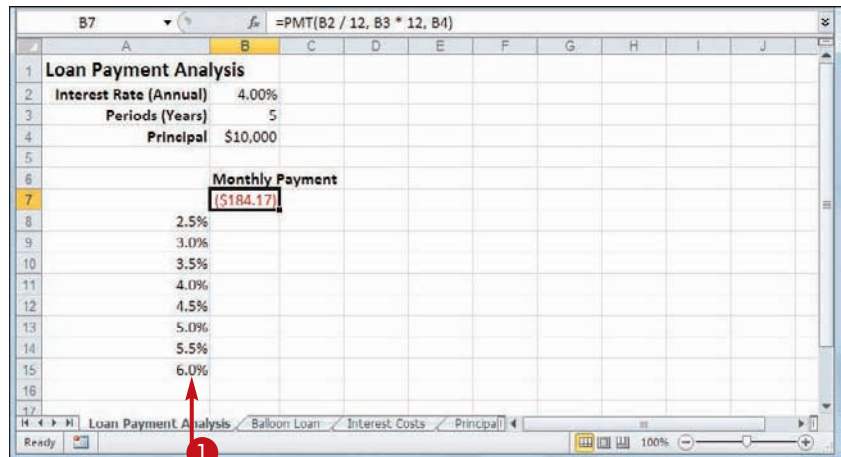 B7 fx =PMT(B2 / 12, B3 * 12, B4)
A B C D E F G H I J
1 Loan Payment Analysis
2 Interest Rate (Annual) 4.00%
3 Periods (Years) 5
4 Principal $10,000
5
6 Monthly Payment
7 ($184.17)
8 2.5%
9 3.0%
10 3.5%
11 4.0%
12 4.5%
13 5.0%
14 5.5%
15 6.0%
16
17
Loan Payment Analysis Balloon Loan Interest Costs Principal
Ready 100%
1